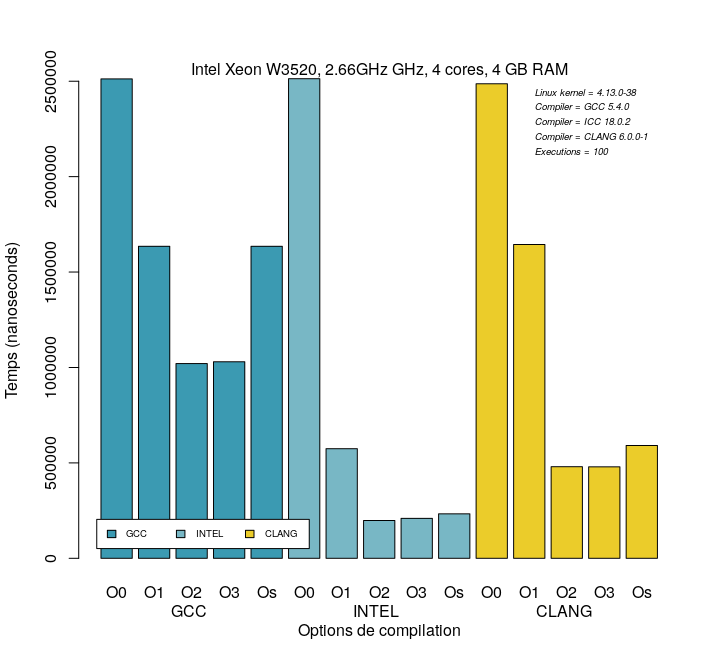 Intel Xeon W3520, 2.66GHz GHz, 4 cores, 4 GB RAM
Linux kernel = 4.13.0-38
Compiler = GCC 5.4.0
Compiler = ICC 18.0.2
Compiler = CLANG 6.0.0-1
Executions = 100
Temps (nanoseconds)
2500000
2000000
1500000
1000000
500000
0
GCC INTEL CLANG
O0 O1 O2 O3 Os O0 O1 O2 O3 Os O0 O1 O2 O3 Os
GCC INTEL CLANG
Options de compilation